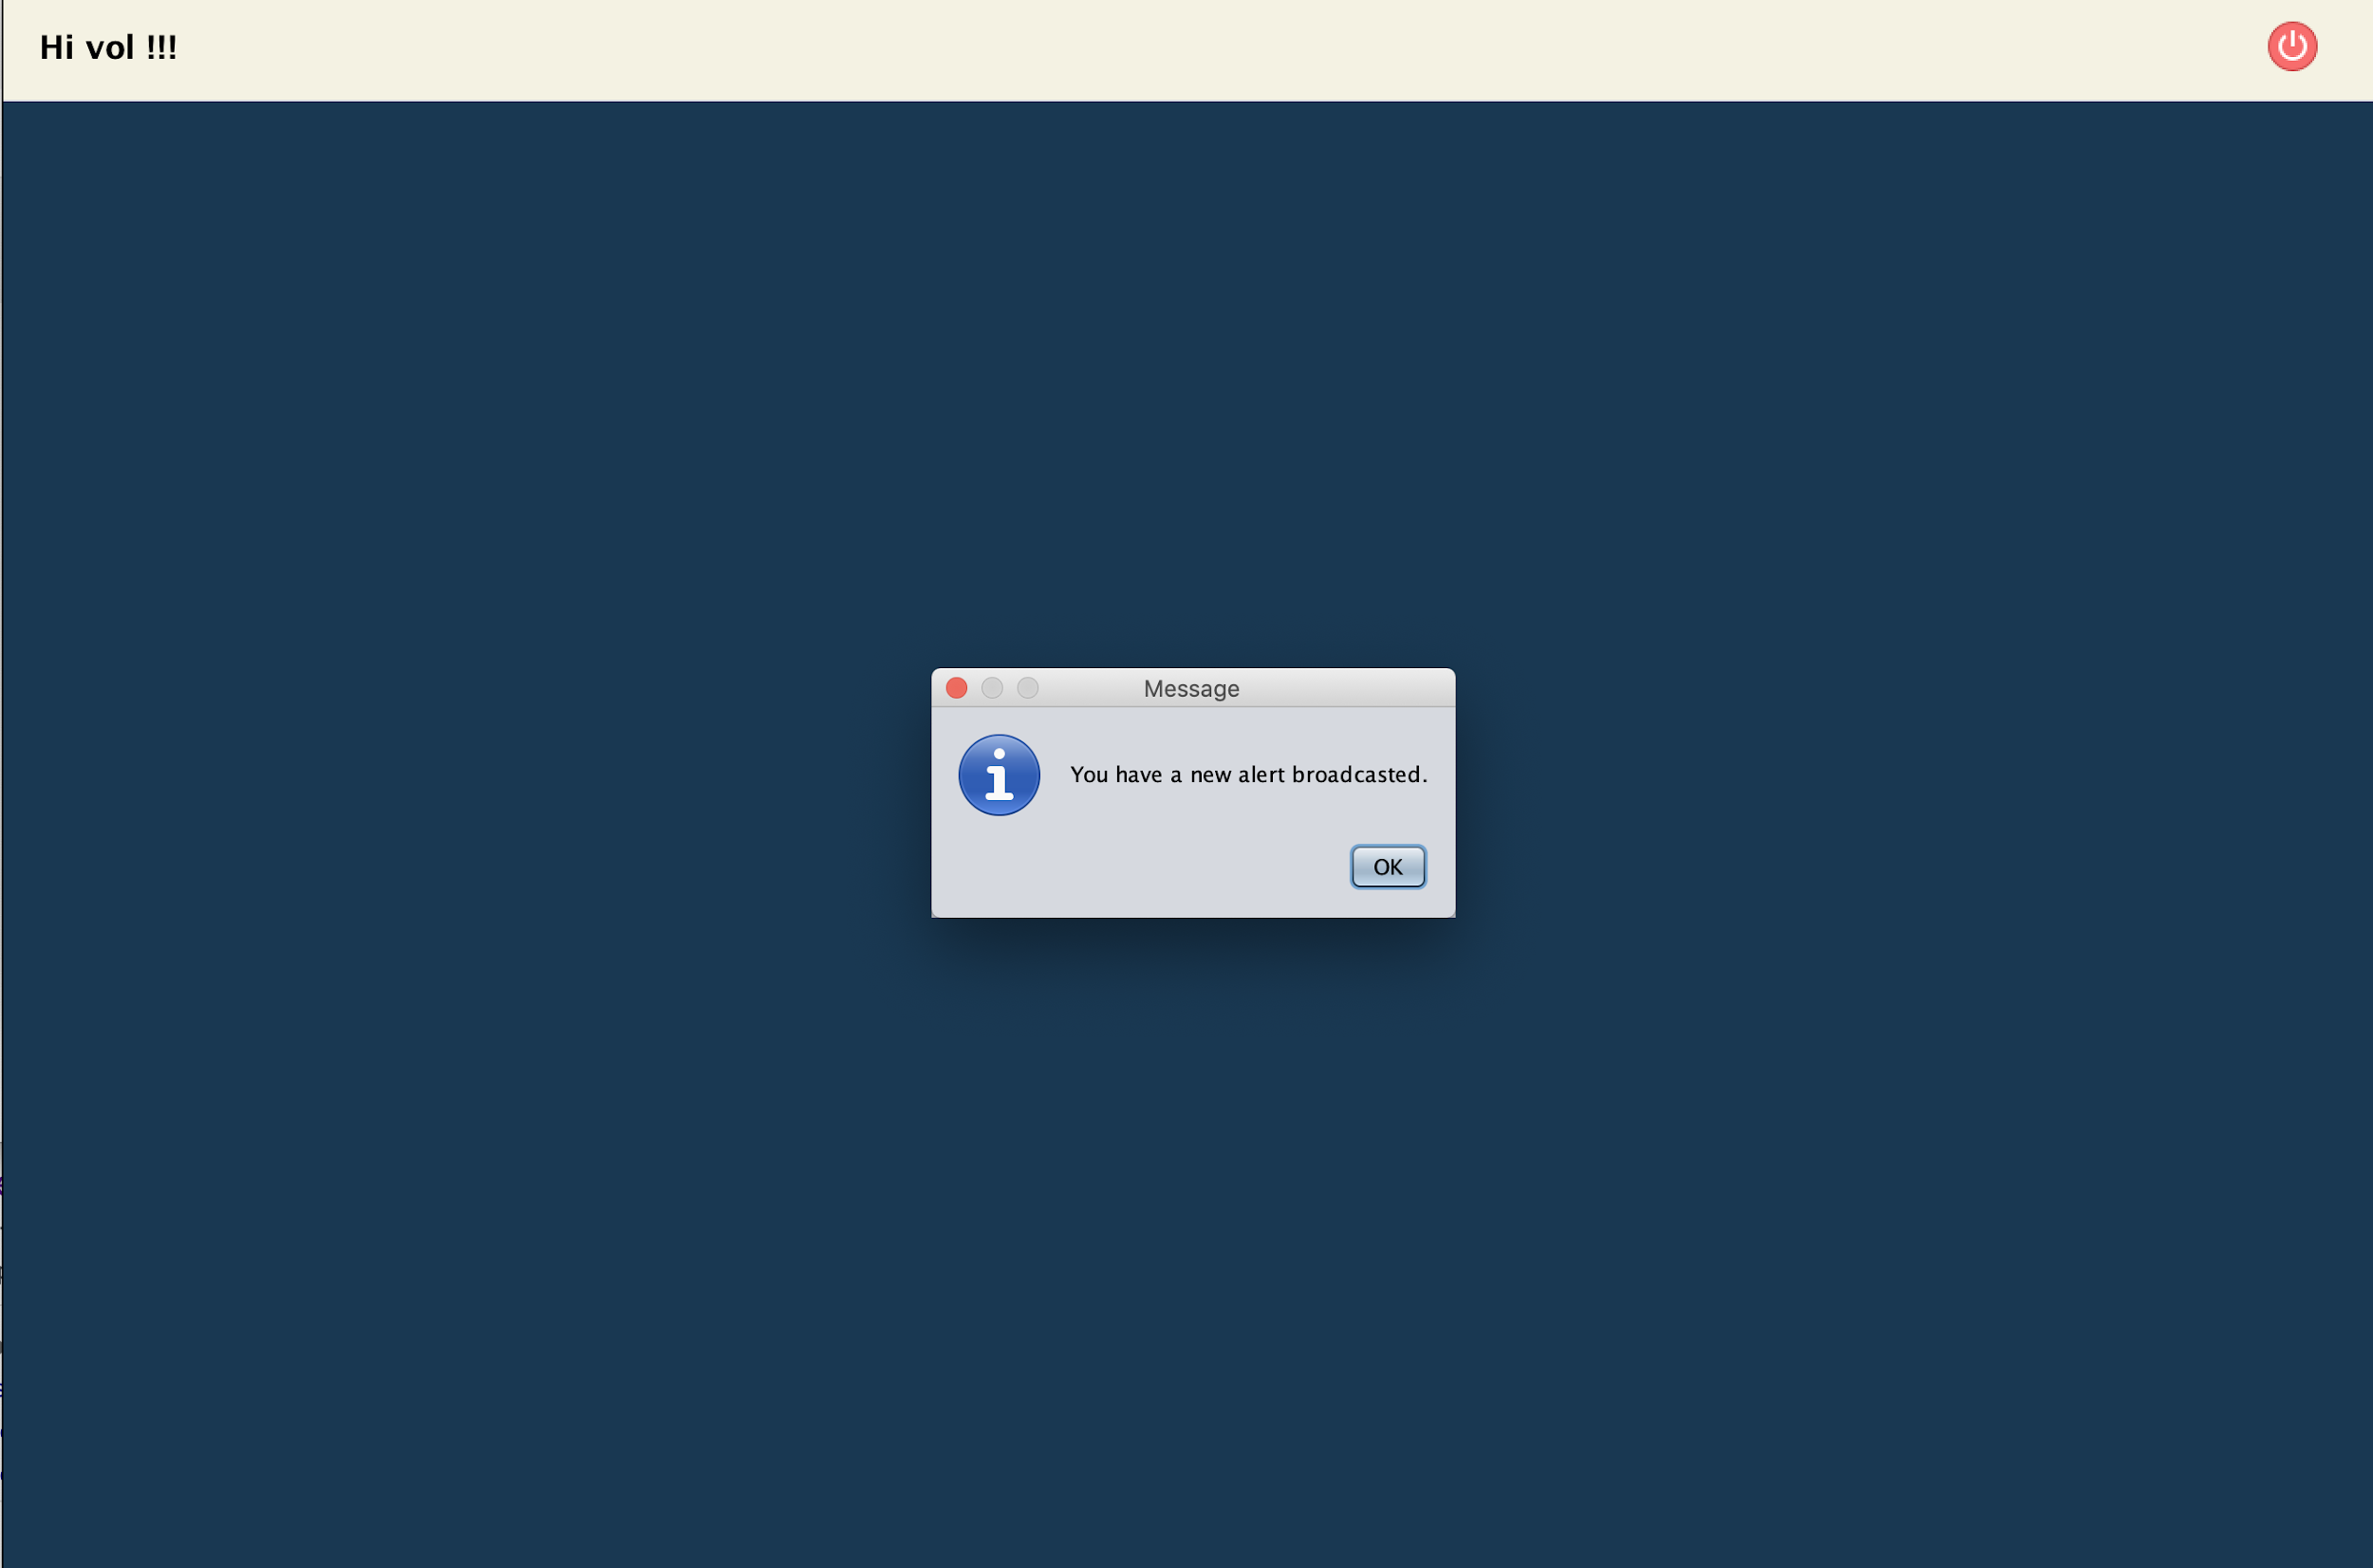 Hi vol !!!
Message
You have a new alert broadcasted.
OK